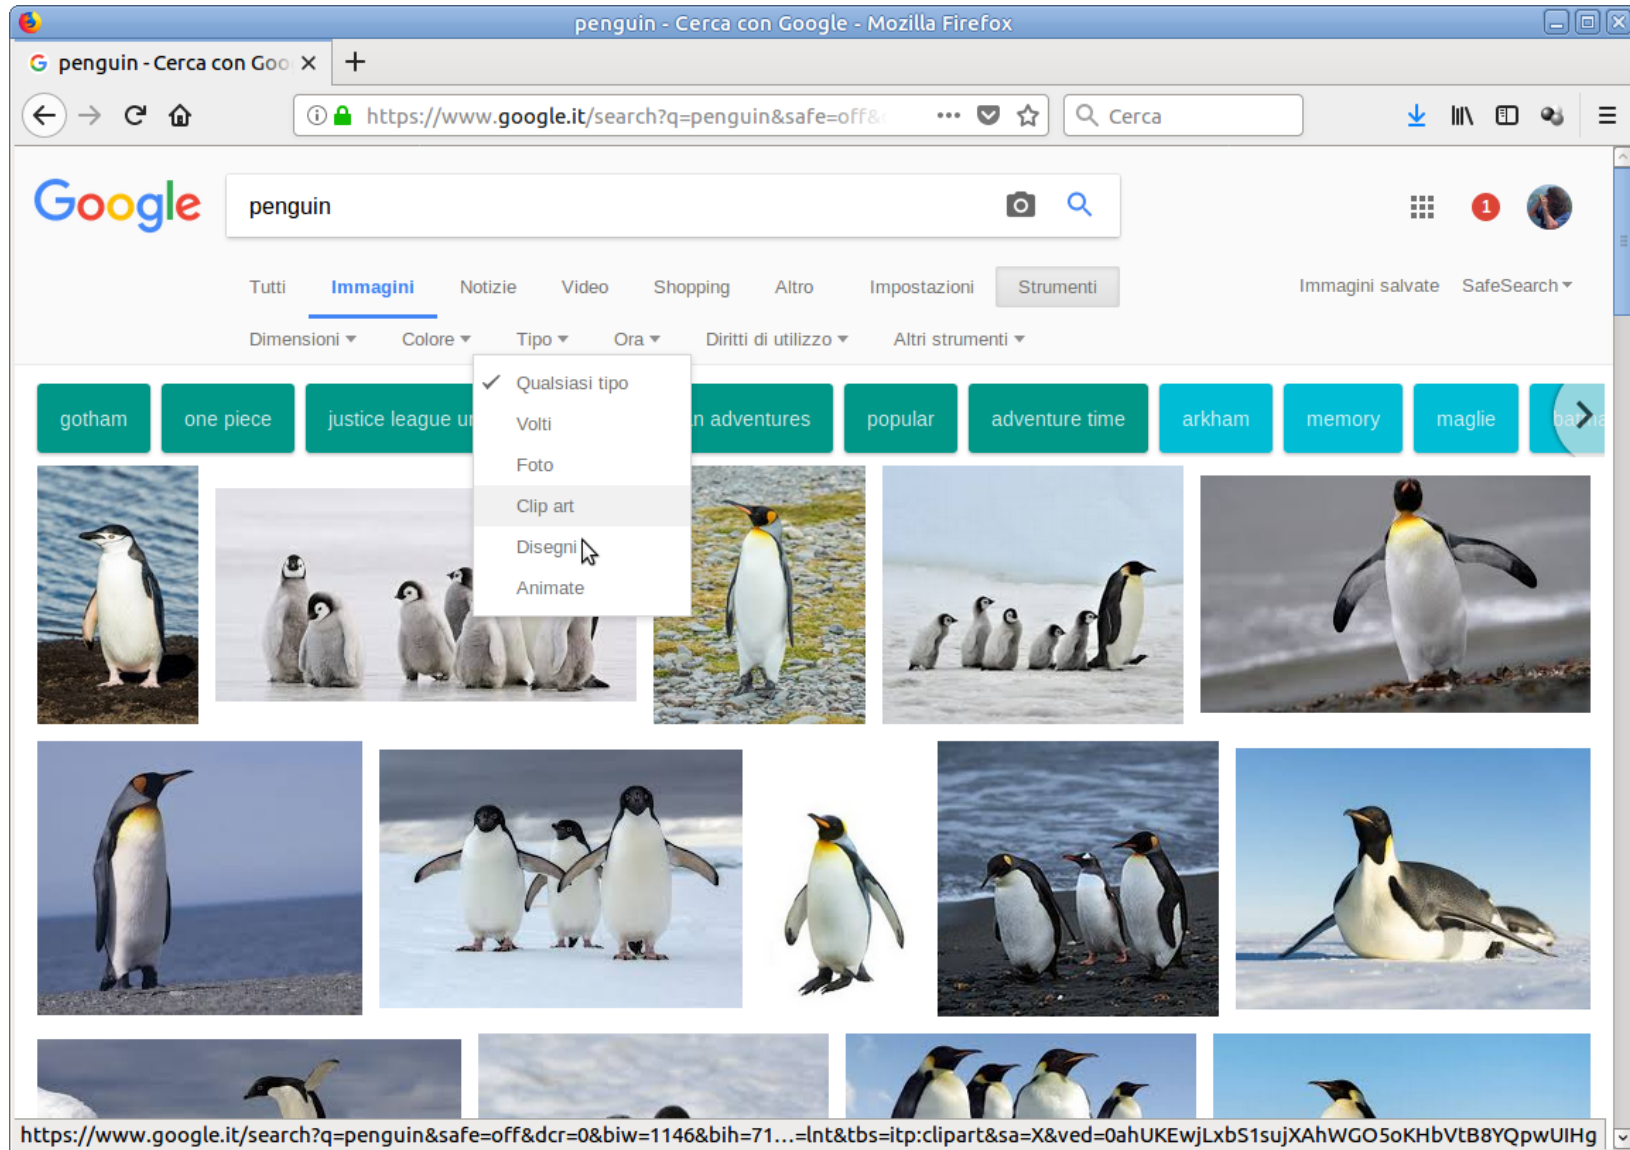 penguin - Cerca con Google - Mozilla Firefox
penguin - Cerca con Goo
https://www.google.it/search?q=penguin&safe=off&
Cerca
Google
penguin
1
Tutti Immagini Notizie Video Shopping Altro Impostazioni Strumenti Immagini salvate SafeSearch
Dimensioni Colore Tipo Ora Diritti di utilizzo Altri strumenti
Qualsiasi tipo
Volti
Foto
Clip art
Disegni
Animate
gotham one piece justice league adventures popular adventure time arkham memory maglie
https://www.google.it/search?q=penguin&safe=off&dcr=0&biw=1146&bih=71...=lnt&tbs=itp:clipart&sa=X&ved=0ahUKEwjLxbS1sujXAhWGO5oKHbVtB8YQpwUIHg